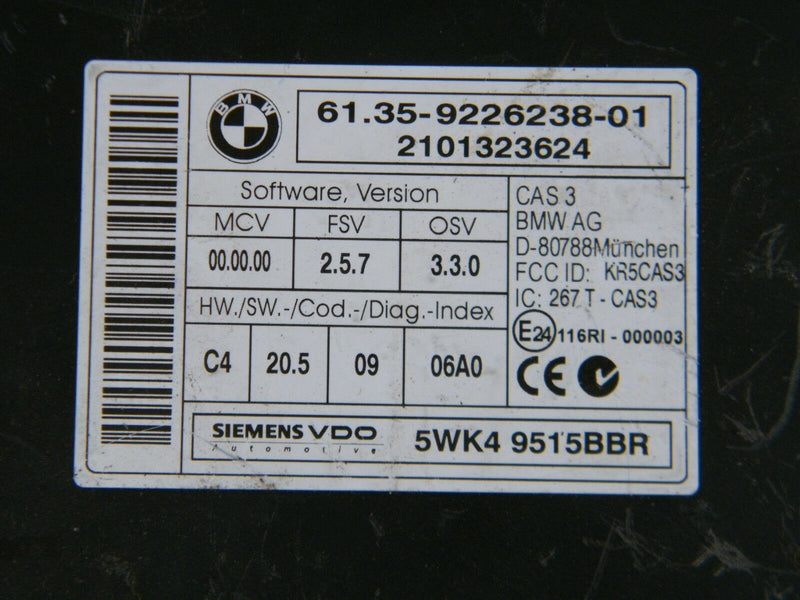 BMW
61.35-9226238-01
2101323624
Software, Version
MCV FSV OSV
00.00.00 2.5.7 3.3.0
HW./SW.-/Cod.-/Diag.-Index
C4 20.5 09 06A0
CAS 3
BMW AG
D-80788München
FCC ID: KR5CAS3
IC: 267T-CAS3
E24 116RI-000003
CE
SIEMENS VDO
Automotive
5WK4 9515BBR